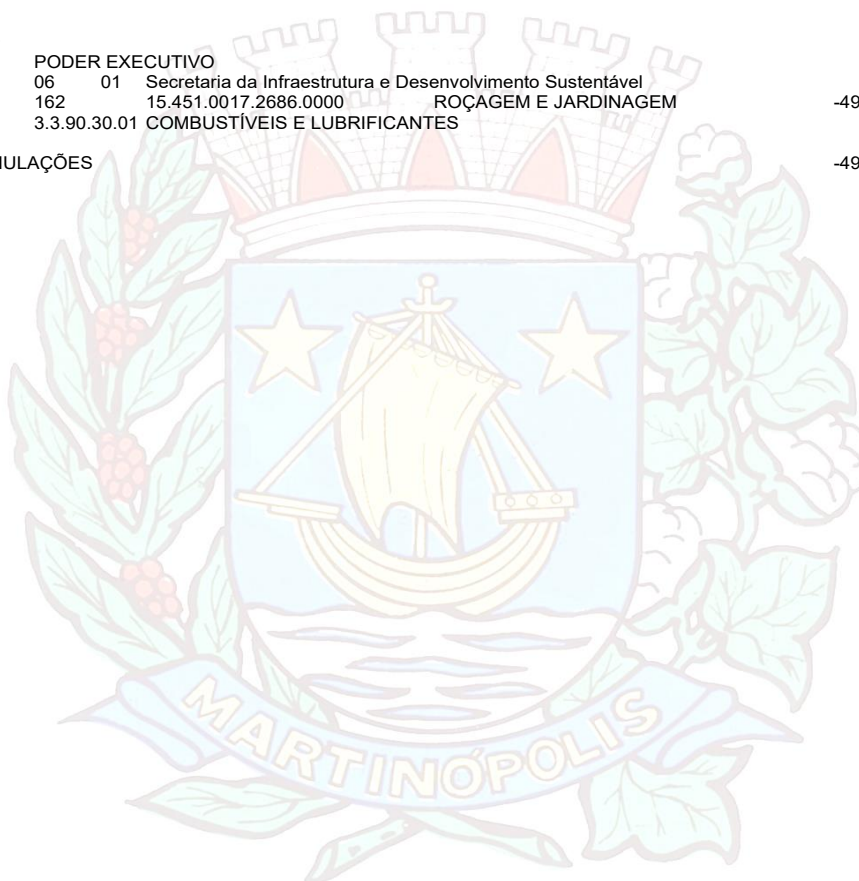 PODER EXECUTIVO
06 01 Secretaria da Infraestrutura e Desenvolvimento Sustentável
162 15.451.0017.2686.0000 ROÇAGEM E JARDINAGEM -49
3.3.90.30.01 COMBUSTÍVEIS E LUBRIFICANTES
ULAÇÕES -49
MARTINÓPOLIS